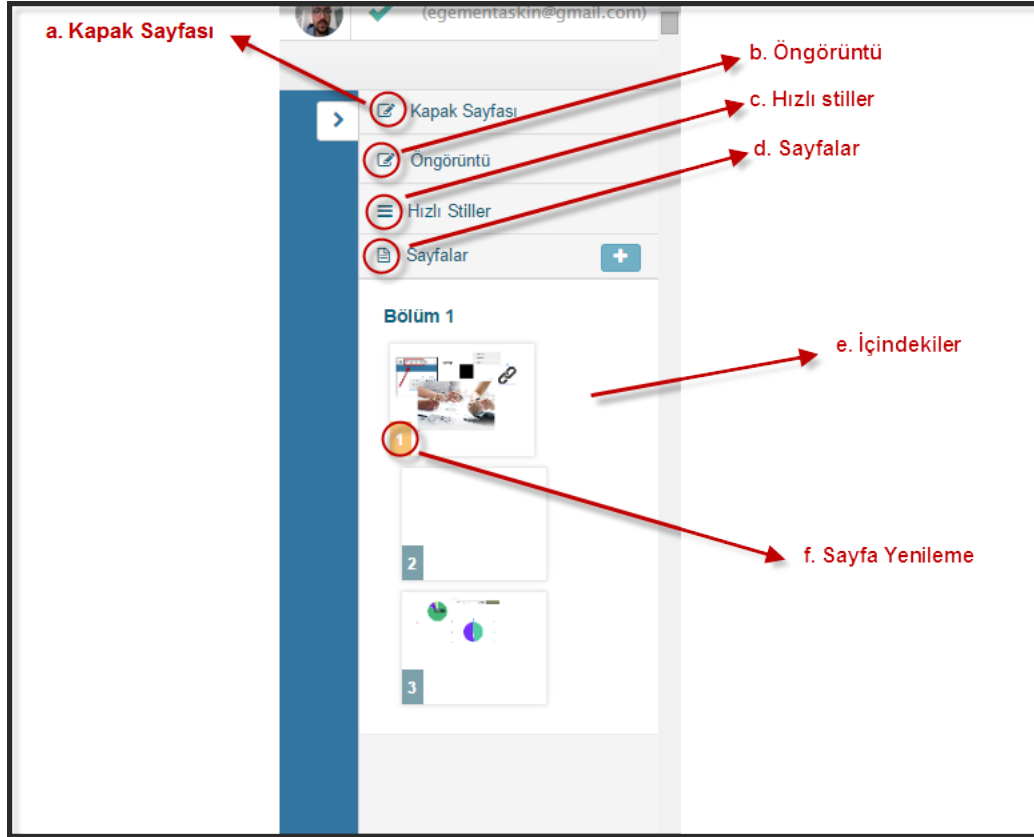 (egementaskin@gmail.com)
a. Kapak Sayfası
b. Öngörüntü
c. Hızlı stiller
d. Sayfalar
Kapak Sayfası
Öngörüntü
Hızlı Stiller
Sayfalar
Bölüm 1
e. İçindekiler
1
f. Sayfa Yenileme
2
3